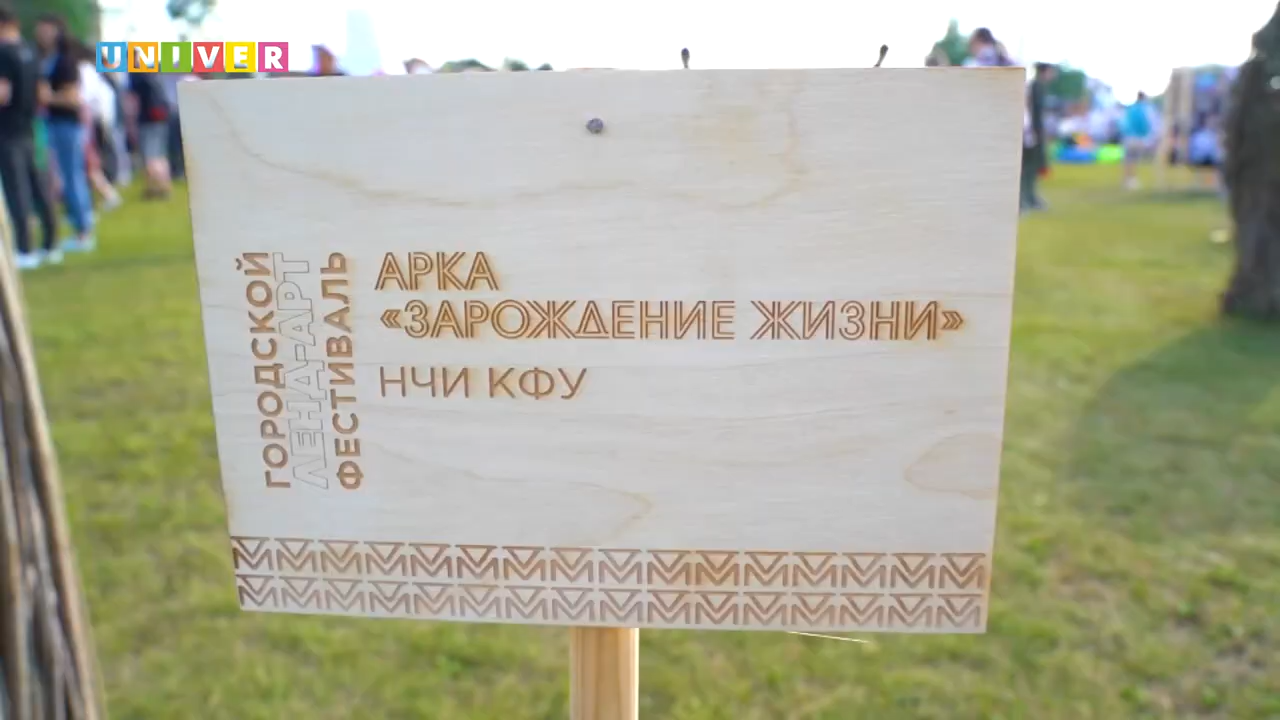 UNIVER
ГОРОДСКОЙ
ЛЕНД-АРТ
ФЕСТИВАЛЬ
АРКА
«ЗАРОЖДЕНИЕ ЖИЗНИ»
НЧИ КФУ